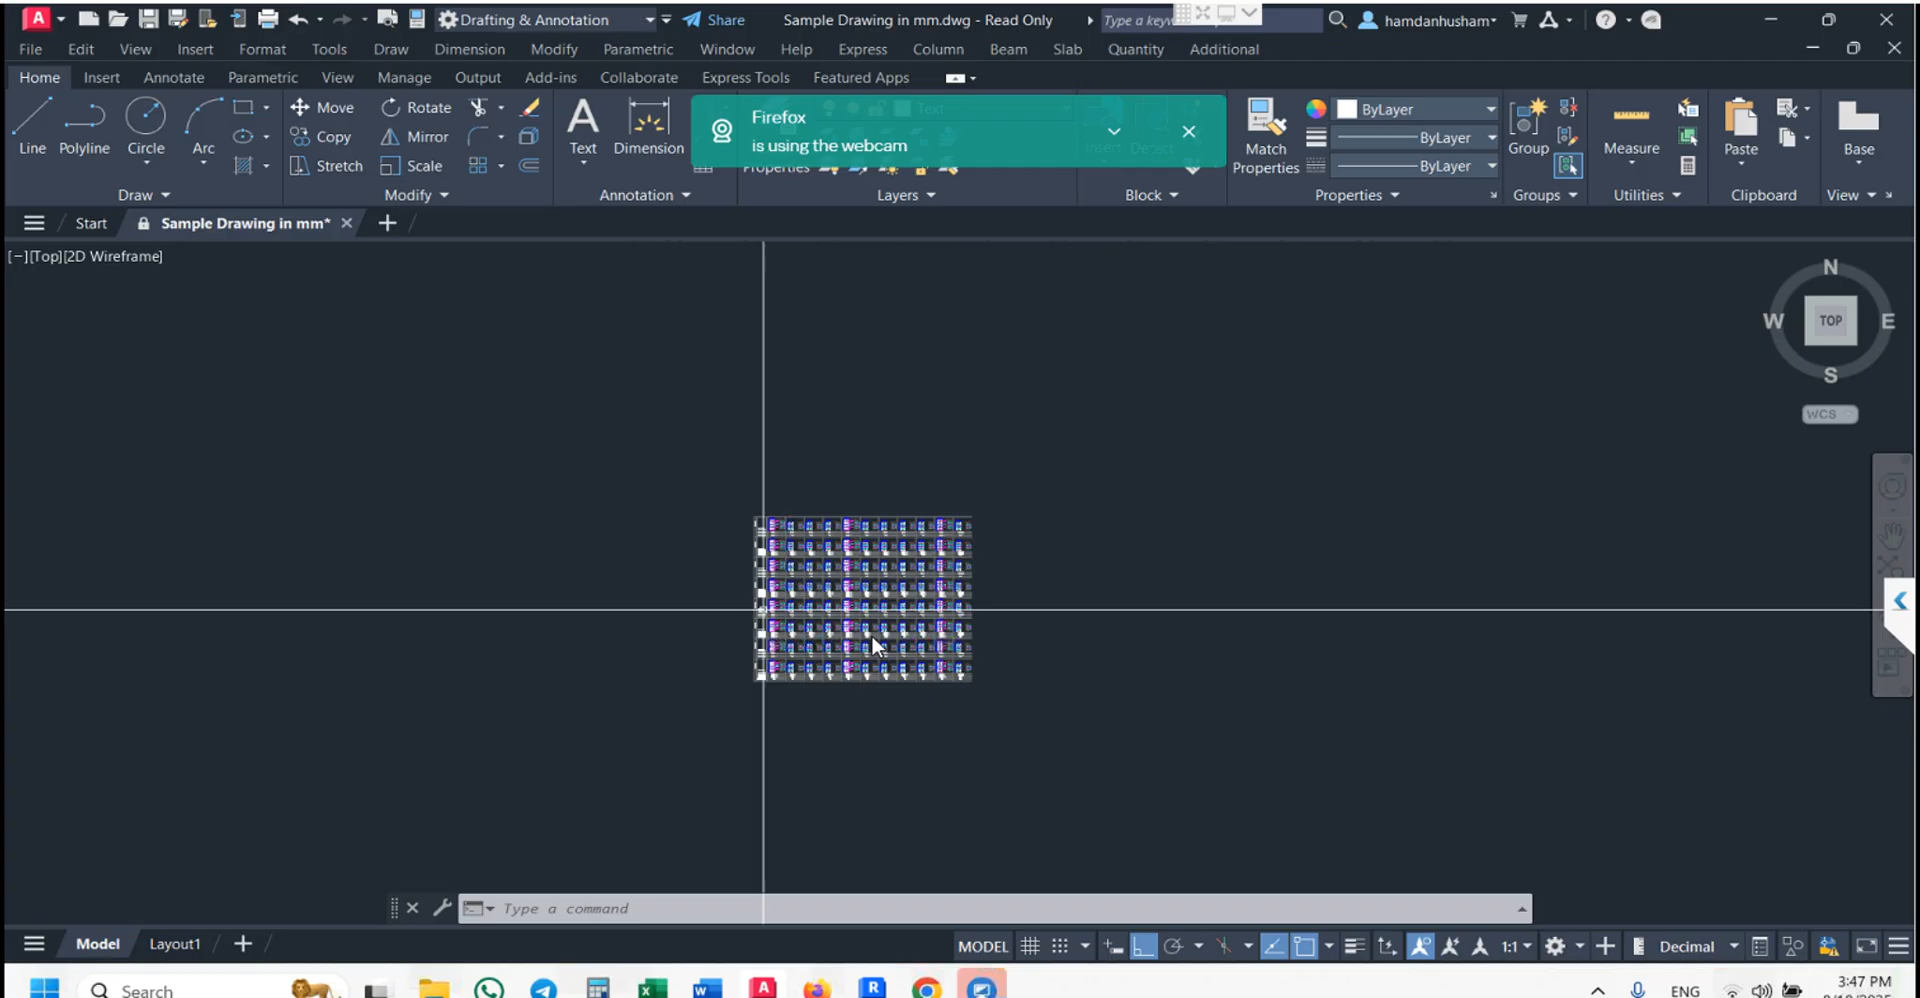 Drafting & Annotation Share Sample Drawing in mm.dwg - Read Only hamdanhusham
File Edit View Insert Format Tools Draw Dimension Modify Parametric Window Help Express Column Beam Slab Quantity Additional
Home Insert Annotate Parametric View Manage Output Add-ins Collaborate Express Tools Featured Apps
Line Polyline Circle Arc
Move Rotate
Copy Mirror
Stretch Scale
Text Dimension
Firefox
is using the webcam
Properties
Text
Match
Properties
ByLayer
ByLayer
ByLayer
Group Measure Paste Base
Draw Modify Annotation Layers Block Properties Groups Utilities Clipboard View
Start Sample Drawing in mm*
[−][Top][2D Wireframe]
N
W TOP E
S
WCS
Type a command
Model Layout1 MODEL 1:1 Decimal
Search ENG 3:47 PM